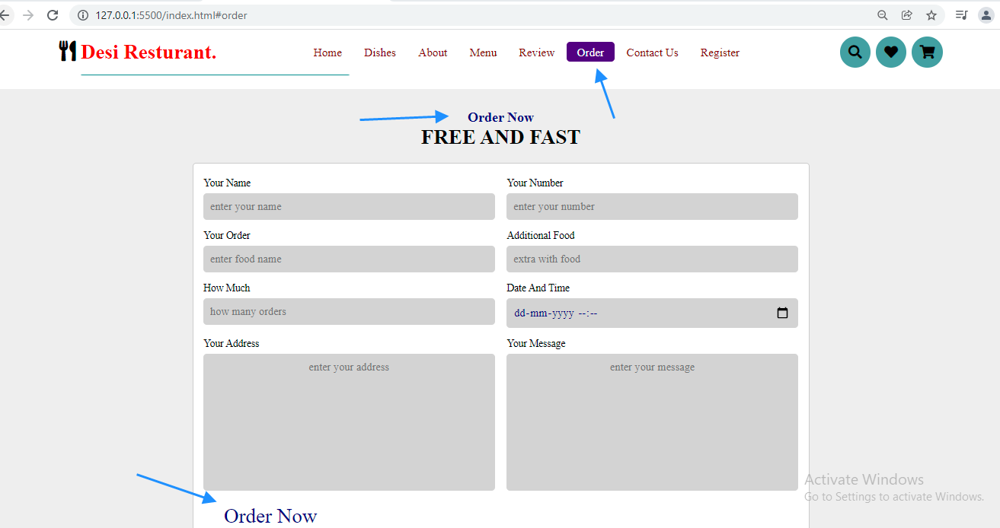 127.0.0.1:5500/index.html#order
Desi Resturant. Home Dishes About Menu Review Order Contact Us Register
Order Now
FREE AND FAST
Your Name Your Number
enter your name enter your number
Your Order Additional Food
enter food name extra with food
How Much Date And Time
how many orders dd-mm-yyyy --:--
Your Address Your Message
enter your address enter your message
Activate Windows
Go to Settings to activate Windows.
Order Now